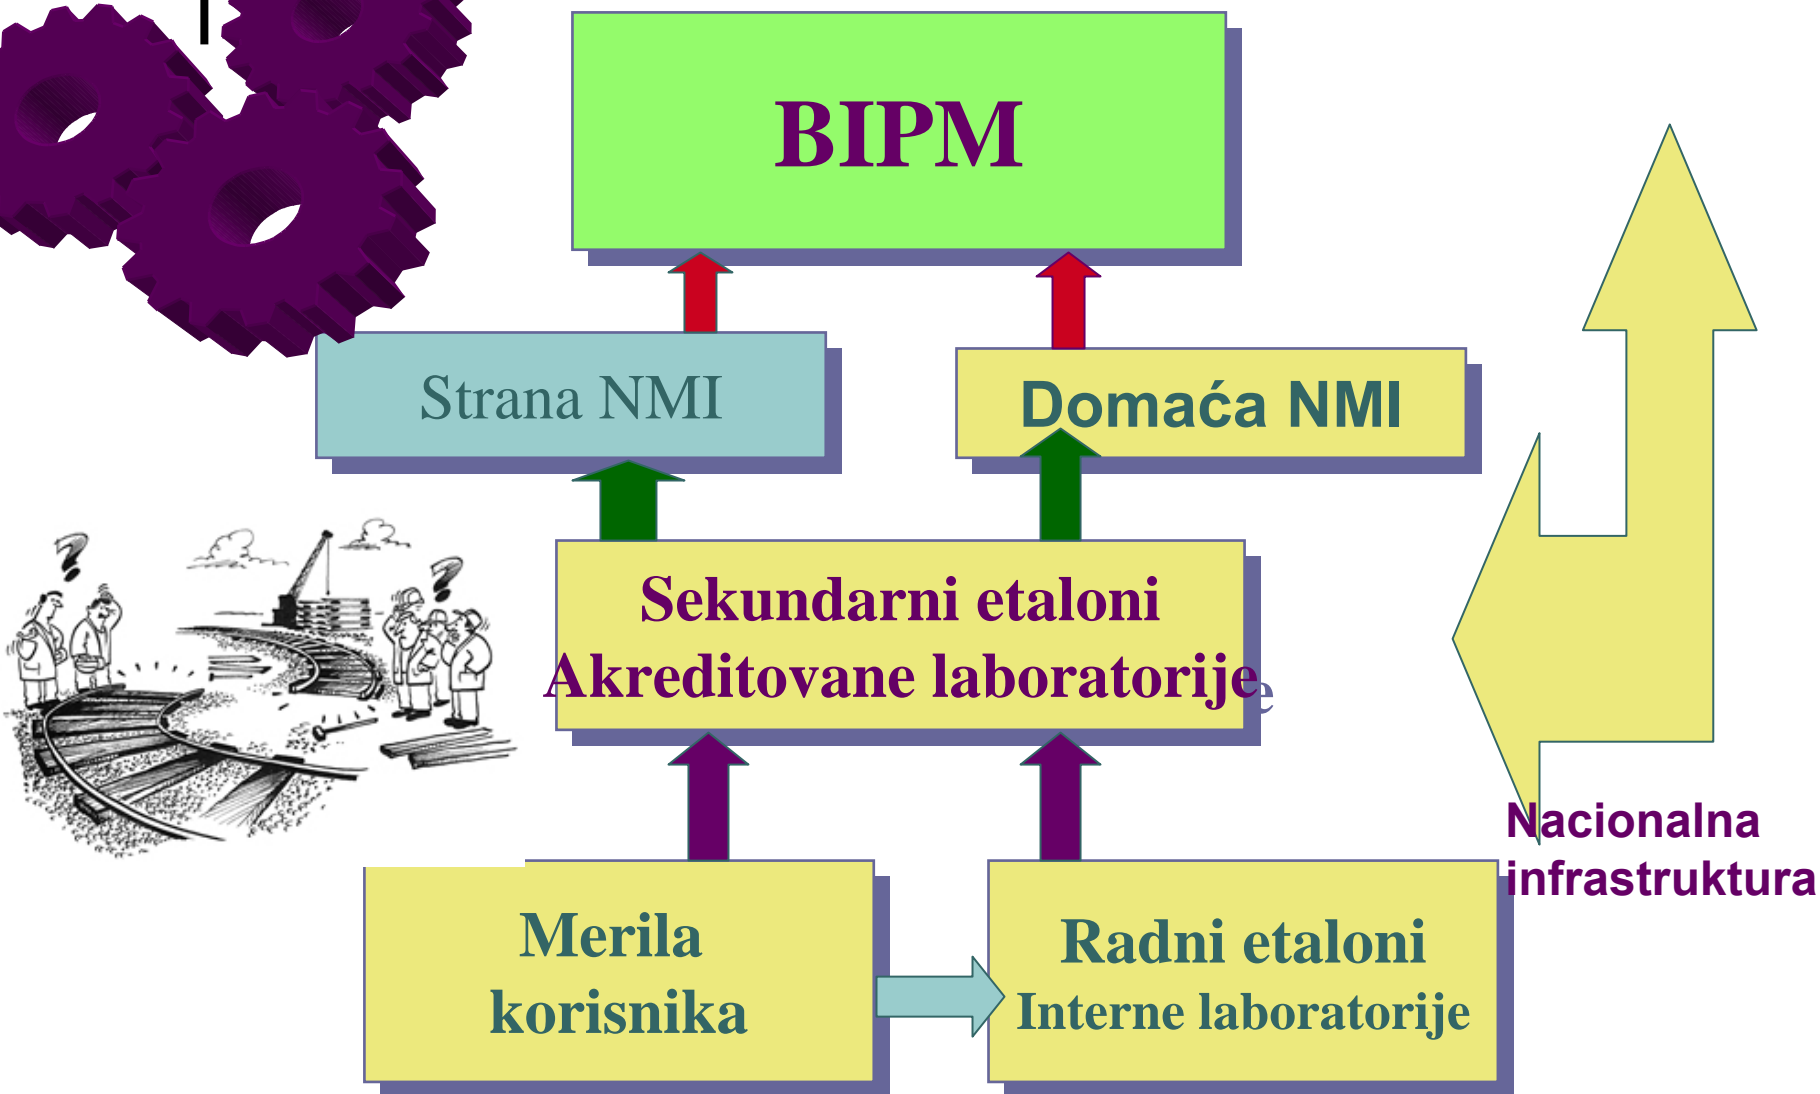 BIPM
Strana NMI
Domaća NMI
Sekundarni etaloni
Akreditovane laboratorije
Nacionalna
infrastruktura
Merila
korisnika
Radni etaloni
Interne laboratorije
? ?